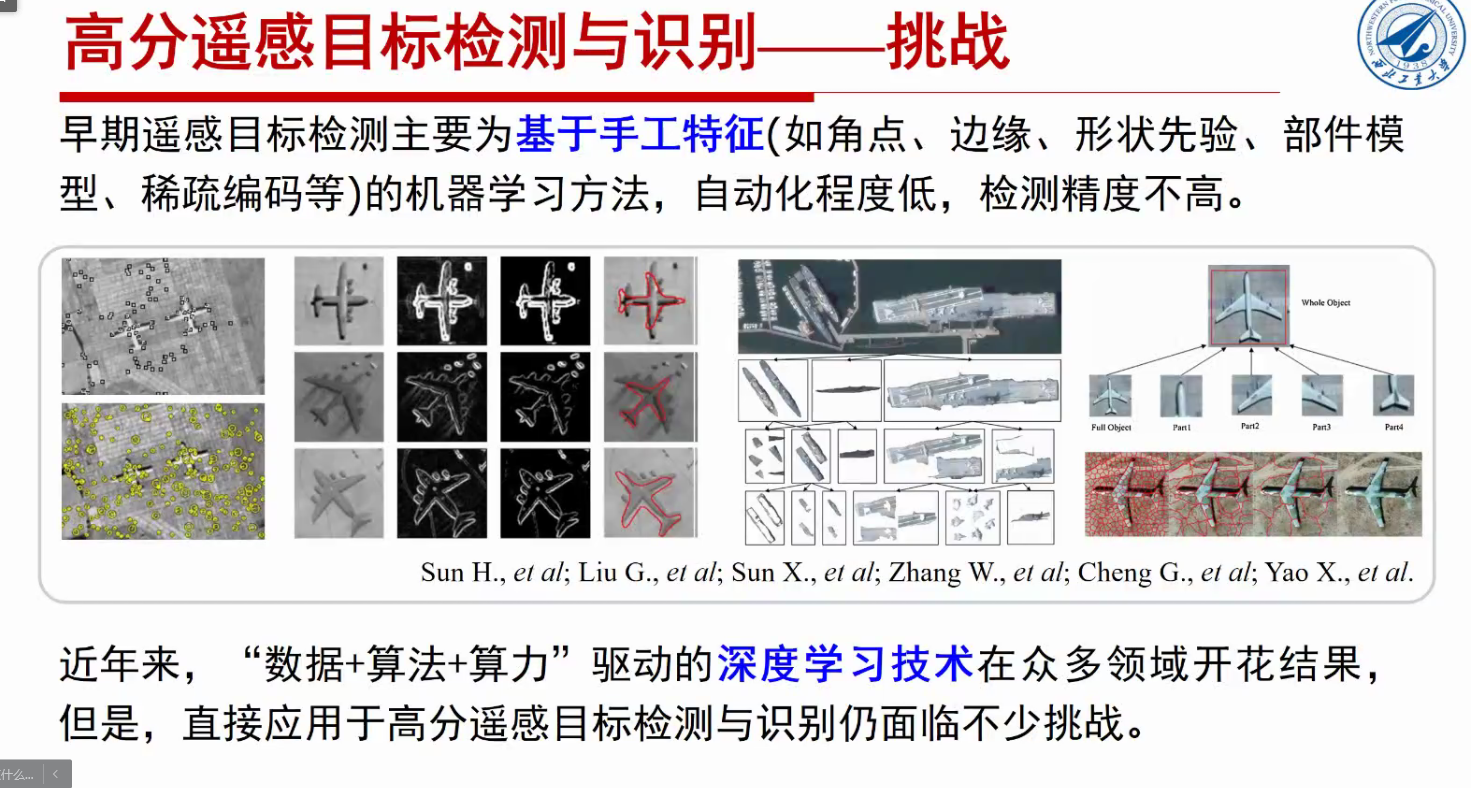 高分遥感目标检测与识别——挑战
早期遥感目标检测主要为基于手工特征(如角点、边缘、形状先验、部件模
型、稀疏编码等)的机器学习方法，自动化程度低，检测精度不高。
Whole Object
Full Object
Part1
Part2
Part3
Part4
Sun H., et al; Liu G., et al; Sun X., et al; Zhang W., et al; Cheng G., et al; Yao X., et al.
近年来，“数据+算法+算力”驱动的深度学习技术在众多领域开花结果，
但是，直接应用于高分遥感目标检测与识别仍面临不少挑战。
1938
西北工业大学
什么...